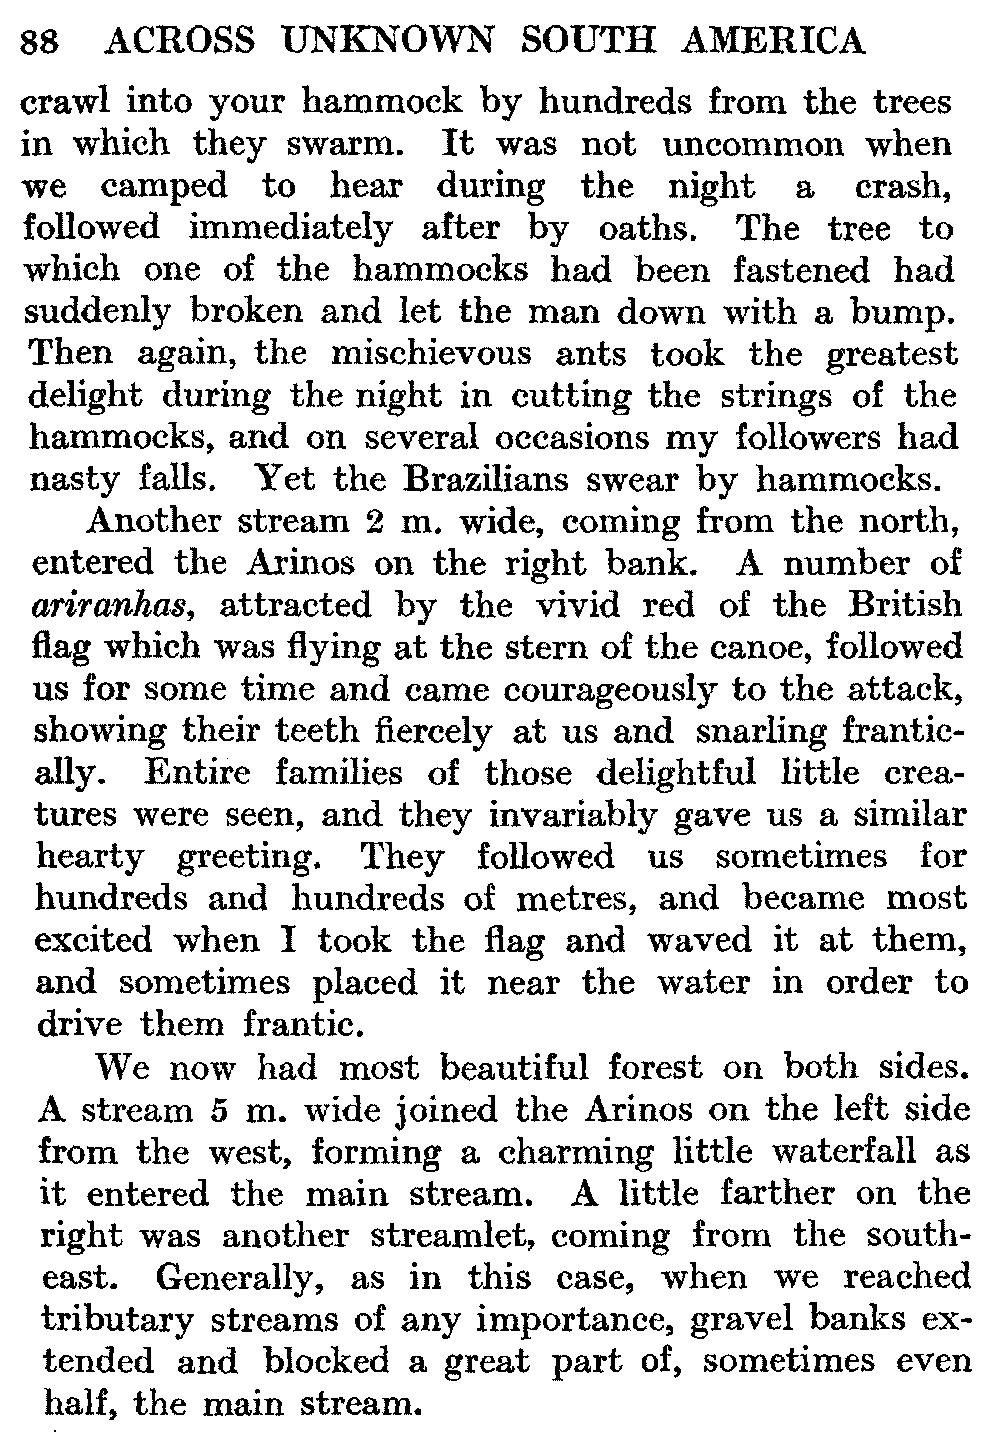 88 ACROSS UNKNOWN SOUTH AMERICA
crawl into your hammock by hundreds from the trees
in which they swarm. It was not uncommon when
we camped to hear during the night a crash,
followed immediately after by oaths. The tree to
which one of the hammocks had been fastened had
suddenly broken and let the man down with a bump.
Then again, the mischievous ants took the greatest
delight during the night in cutting the strings of the
hammocks, and on several occasions my followers had
nasty falls. Yet the Brazilians swear by hammocks.
Another stream 2 m. wide, coming from the north,
entered the Arinos on the right bank. A number of
ariranhas, attracted by the vivid red of the British
flag which was flying at the stern of the canoe, followed
us for some time and came courageously to the attack,
showing their teeth fiercely at us and snarling frantic-
ally. Entire families of those delightful little crea-
tures were seen, and they invariably gave us a similar
hearty greeting. They followed us sometimes for
hundreds and hundreds of metres, and became most
excited when I took the flag and waved it at them,
and sometimes placed it near the water in order to
drive them frantic.
We now had most beautiful forest on both sides.
A stream 5 m. wide joined the Arinos on the left side
from the west, forming a charming little waterfall as
it entered the main stream. A little farther on the
right was another streamlet, coming from the south-
east. Generally, as in this case, when we reached
tributary streams of any importance, gravel banks ex-
tended and blocked a great part of, sometimes even
half, the main stream.